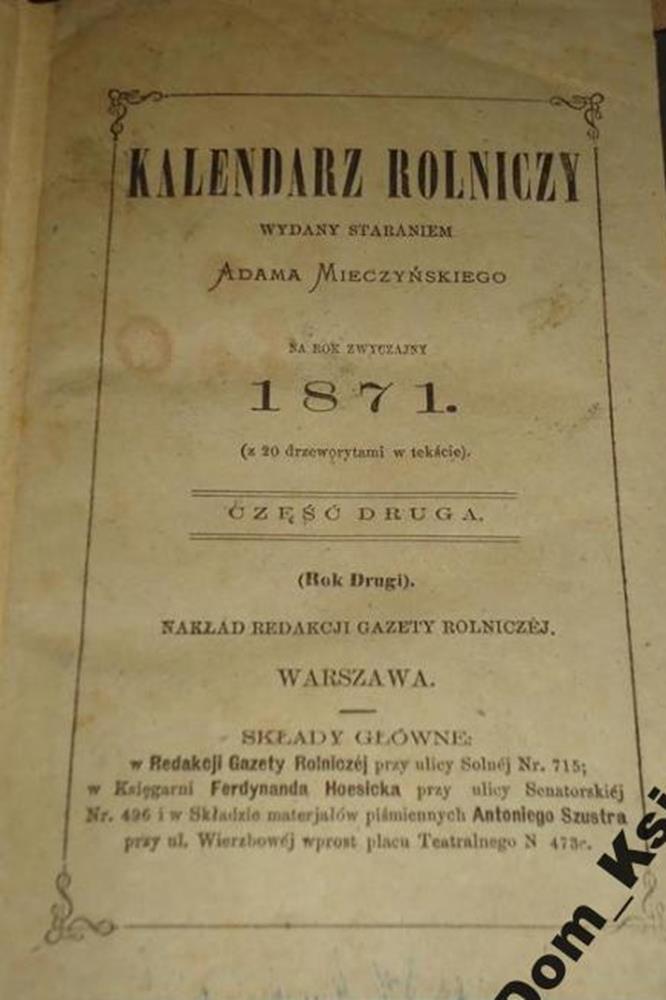 KALENDARZ ROLNICZY
WYDANY STARANIEM
ADAMA MIECZYŃSKIEGO
NA ROK ZWYCZAJNY
1871.
(z 20 drzeworytami w tekście).
CZĘŚĆ DRUGA.
(Rok Drugi).
NAKŁAD REDAKCJI GAZETY ROLNICZÉJ.
WARSZAWA.
SKŁADY GŁÓWNE:
w Redakcji Gazety Rolniczéj przy ulicy Solnéj Nr. 715;
w Księgarni Ferdynanda Hoesicka przy ulicy Senatorskiéj
Nr. 496 i w Składzie materjałów piśmiennych Antoniego Szustra
przy ul. Wierzbowéj wprost placu Teatralnego N 473c.
Dom_Ksi